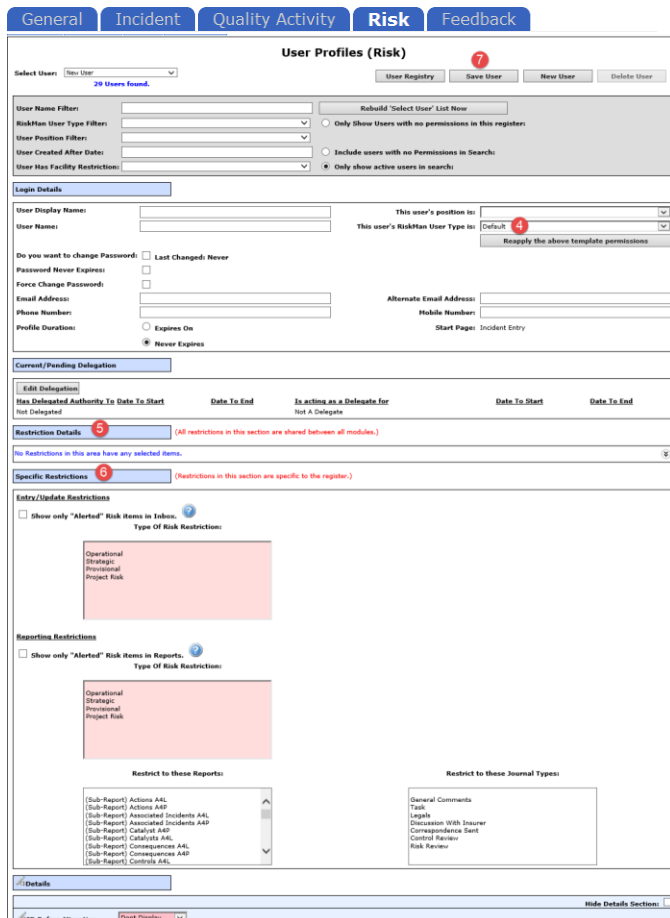 General Incident Quality Activity Risk Feedback
User Profiles (Risk)
7
Select User: New User
29 Users found.
User Registry Save User New User Delete User
User Name Filter: Rebuild 'Select User' List Now
RiskMan User Type Filter: Only Show Users with no permissions in this register:
User Position Filter:
User Created After Date: Include users with no Permissions in Search:
User Has Facility Restriction: Only show active users in search:
Login Details
User Display Name: This user's position is:
User Name: This user's RiskMan User Type is: Default 4
Reapply the above template permissions
Do you want to change Password: Last Changed: Never
Password Never Expires:
Force Change Password:
Email Address: Alternate Email Address:
Phone Number: Mobile Number:
Profile Duration: Expires On Start Page: Incident Entry
Never Expires
Current/Pending Delegation
Edit Delegation
Has Delegated Authority To Date To Start Date To End Is acting as a Delegate for Date To Start Date To End
Not Delegated Not A Delegate
Restriction Details 5 (All restrictions in this section are shared between all modules.)
No Restrictions in this area have any selected items.
Specific Restrictions 6 (Restrictions in this section are specific to the register.)
Entry/Update Restrictions
Show only "Alerted" Risk items in Inbox. ?
Type Of Risk Restriction:
Operational
Strategic
Provisional
Project Risk
Reporting Restrictions
Show only "Alerted" Risk items in Reports. ?
Type Of Risk Restriction:
Operational
Strategic
Provisional
Project Risk
Restrict to these Reports: Restrict to these Journal Types:
(Sub-Report) Actions A4L
(Sub-Report) Actions A4P
(Sub-Report) Associated Incidents A4L
(Sub-Report) Associated Incidents A4P
(Sub-Report) Catalyst A4P
(Sub-Report) Catalysts A4L
(Sub-Report) Consequences A4L
(Sub-Report) Consequences A4P
(Sub-Report) Controls A4L
General Comments
Task
Legals
Discussion With Insurer
Correspondence Sent
Control Review
Risk Review
Details
Hide Details Section:
Dont Display